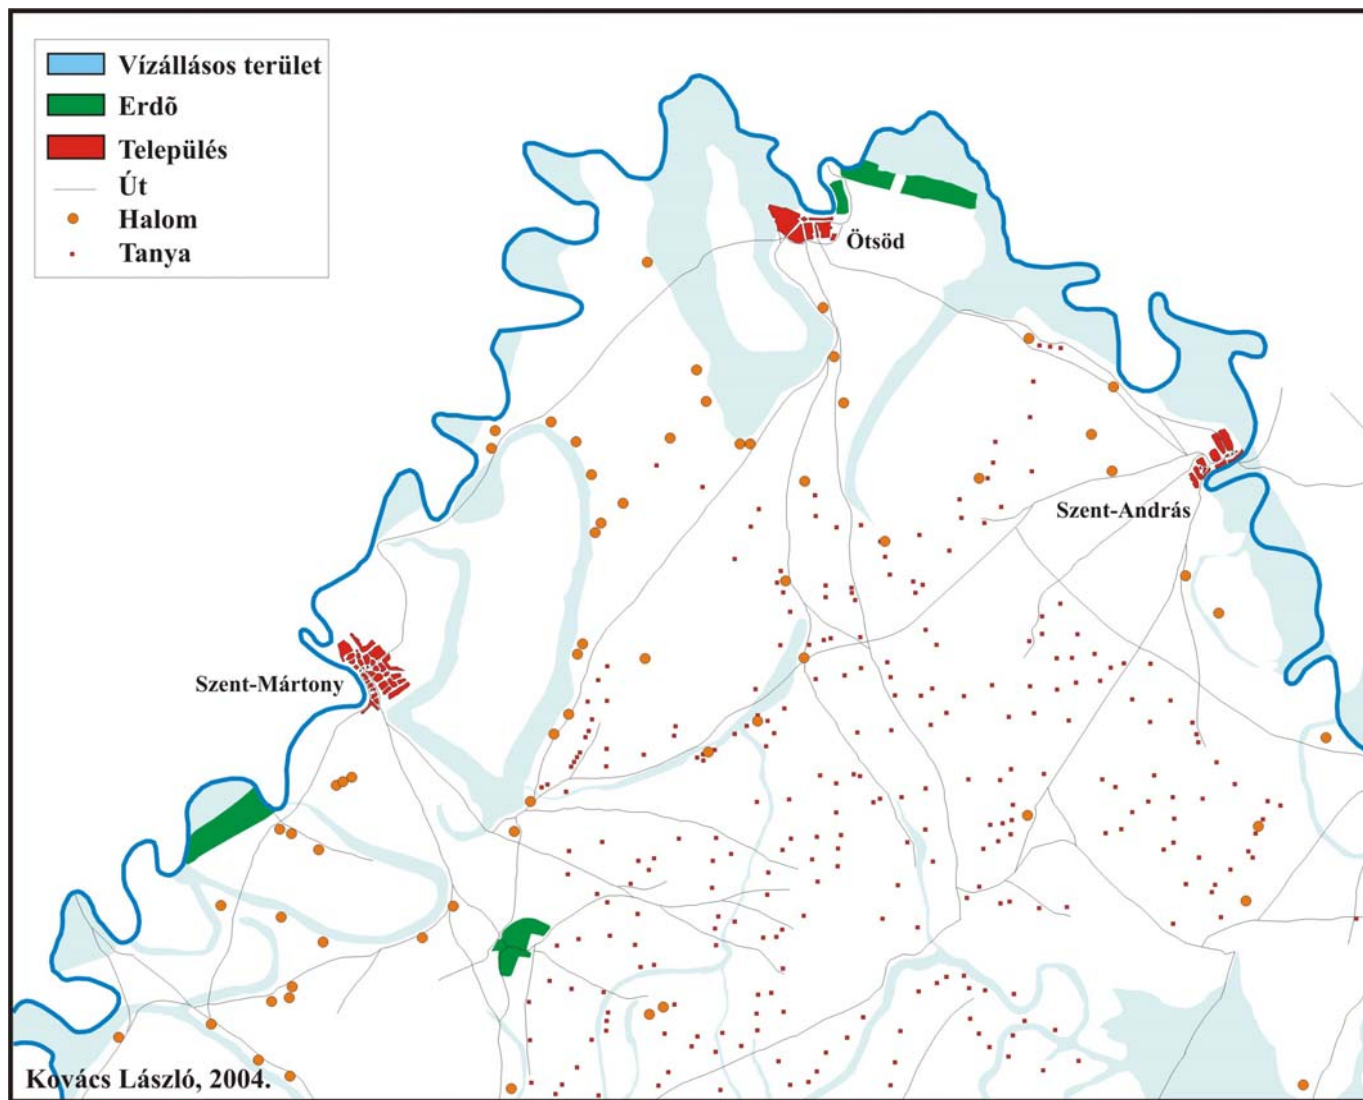 Vízállásos terület
Erdõ
Település
Út
Halom
Tanya
Ötsöd
Szent-András
Szent-Mártony
Kovács László, 2004.